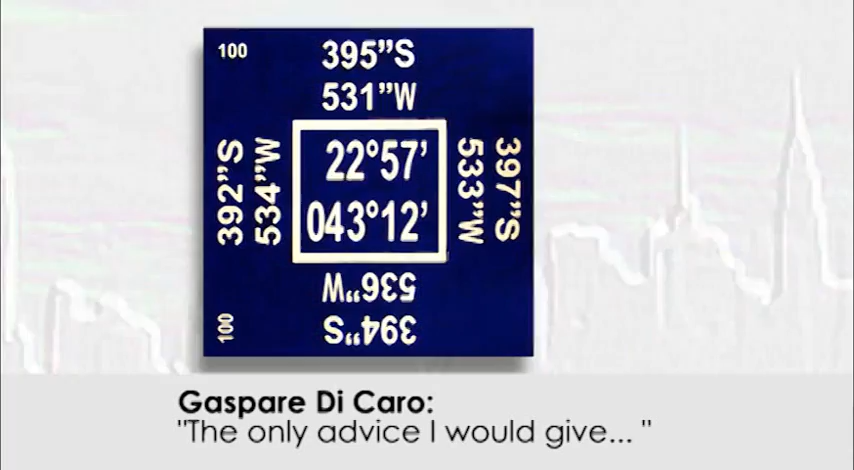 100
395”S
531”W
392”S
534”W
22°57’
043°12’
397”S
533”W
536”W
394”S
100
Gaspare Di Caro:
"The only advice I would give... "